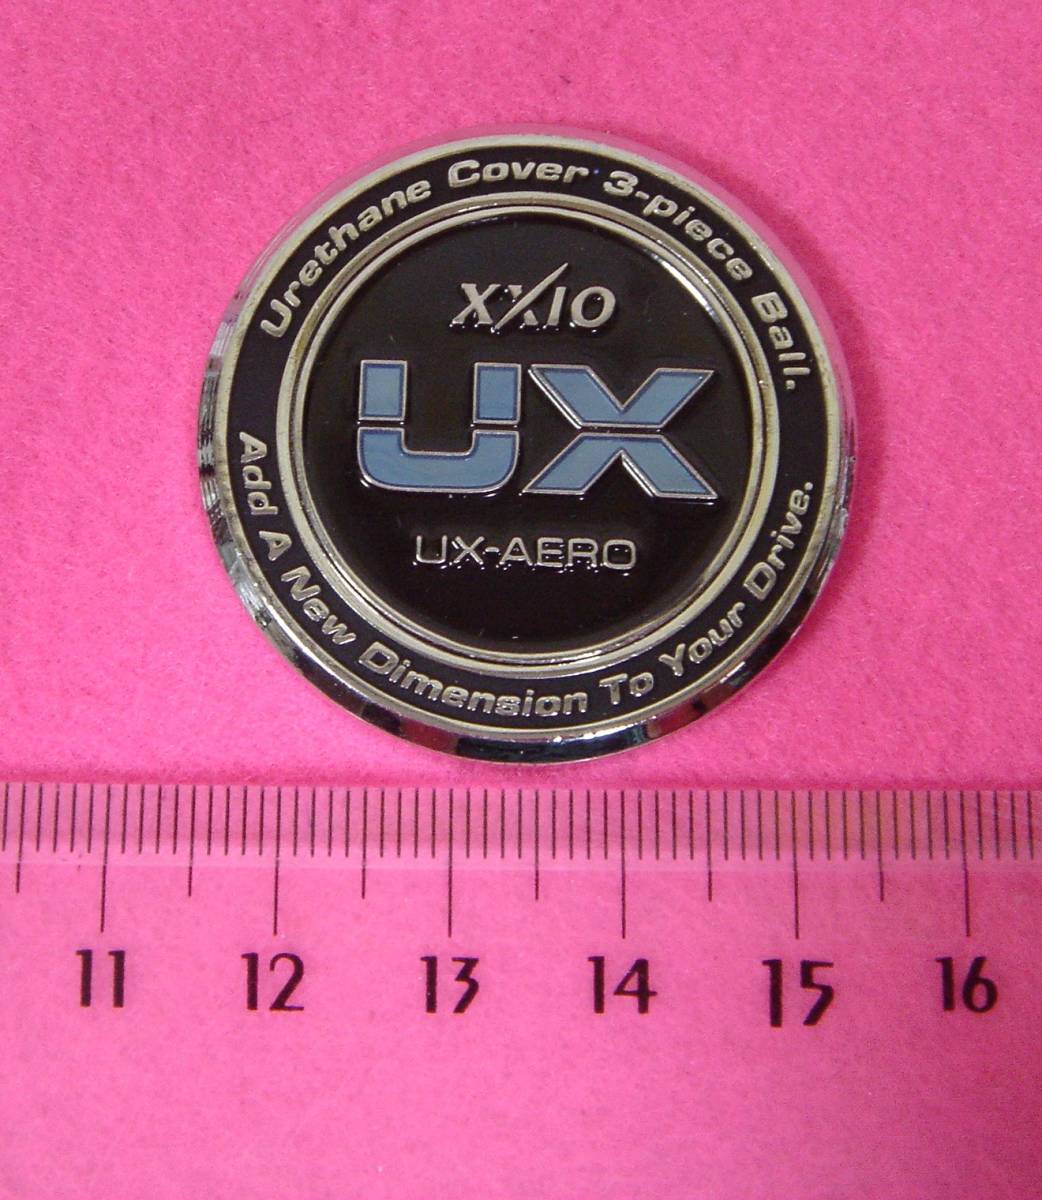 Urethane Cover 3-piece Ball.
XXIO
UX
UX-AERO
Add A New Dimension To Your Drive.
11 12 13 14 15 16